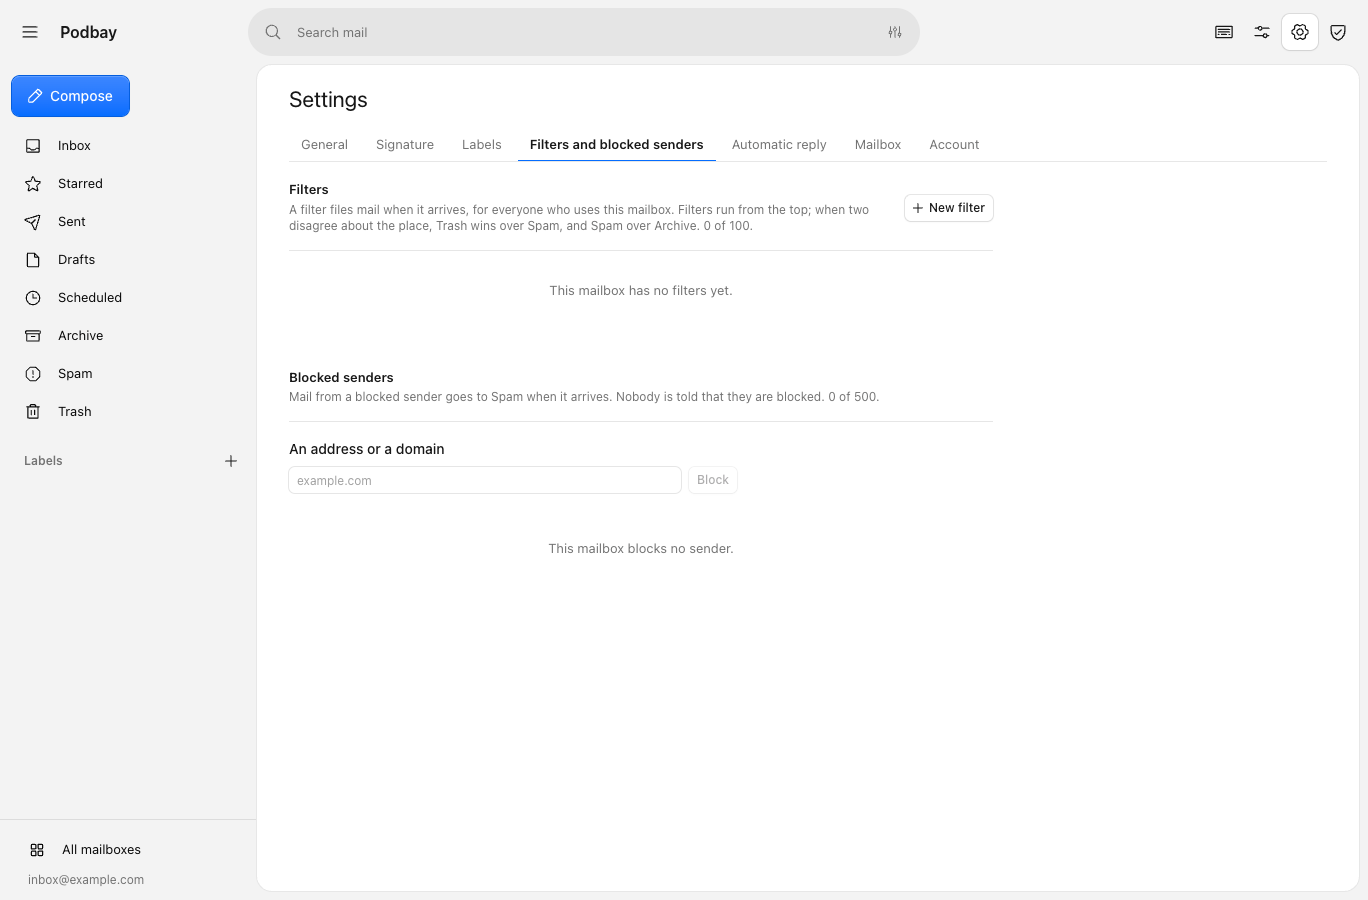 Podbay
Search mail
Compose
Inbox
Starred
Sent
Drafts
Scheduled
Archive
Spam
Trash
Labels
All mailboxes
inbox@example.com
Settings
General
Signature
Labels
Filters and blocked senders
Automatic reply
Mailbox
Account
Filters
A filter files mail when it arrives, for everyone who uses this mailbox. Filters run from the top; when two
disagree about the place, Trash wins over Spam, and Spam over Archive. 0 of 100.
New filter
This mailbox has no filters yet.
Blocked senders
Mail from a blocked sender goes to Spam when it arrives. Nobody is told that they are blocked. 0 of 500.
An address or a domain
example.com
Block
This mailbox blocks no sender.